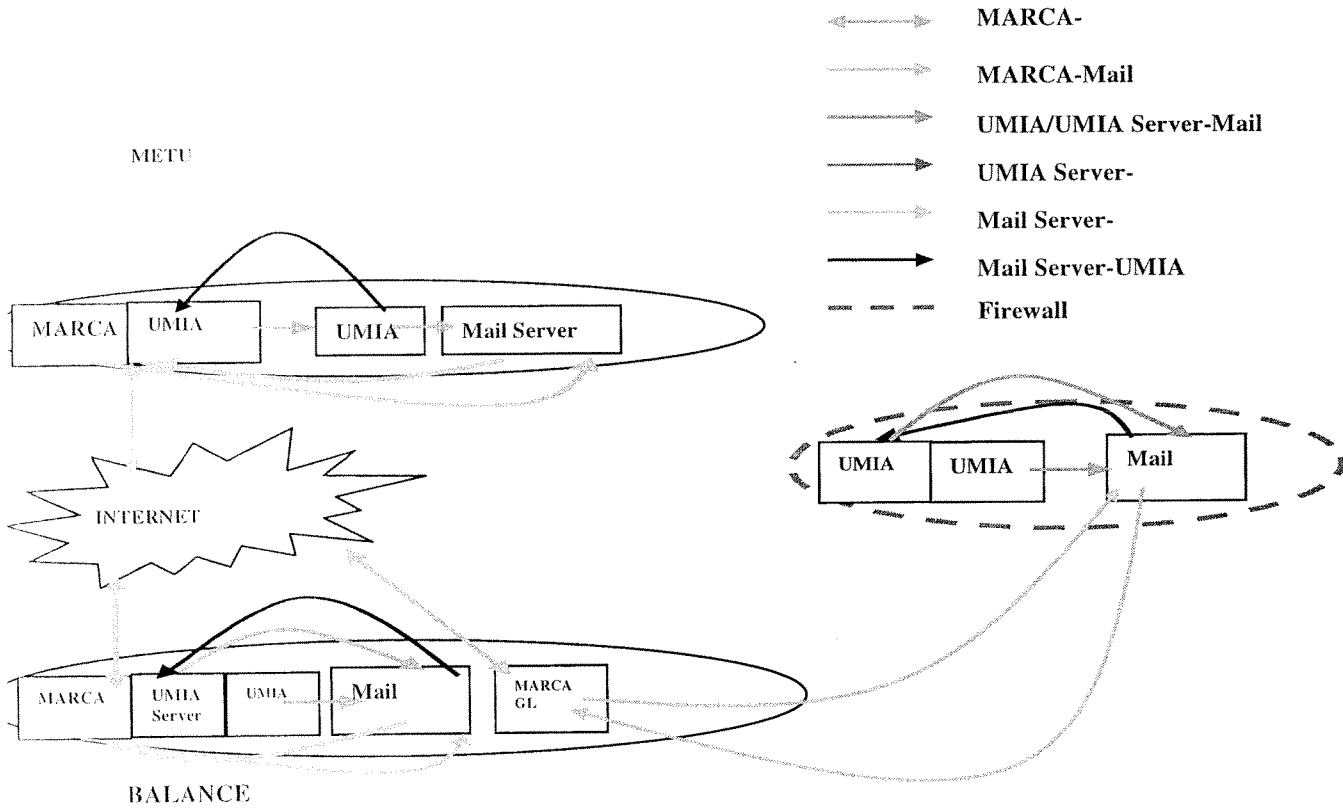 MARCA-
MARCA-Mail
UMIA/UMIA Server-Mail
UMIA Server-
Mail Server-
Mail Server-UMIA
Firewall
METU
MARCA
UMIA
UMIA
Mail Server
UMIA
UMIA
Mail
INTERNET
MARCA
UMIA
Server
UMIA
Mail
MARCA
GL
BALANCE